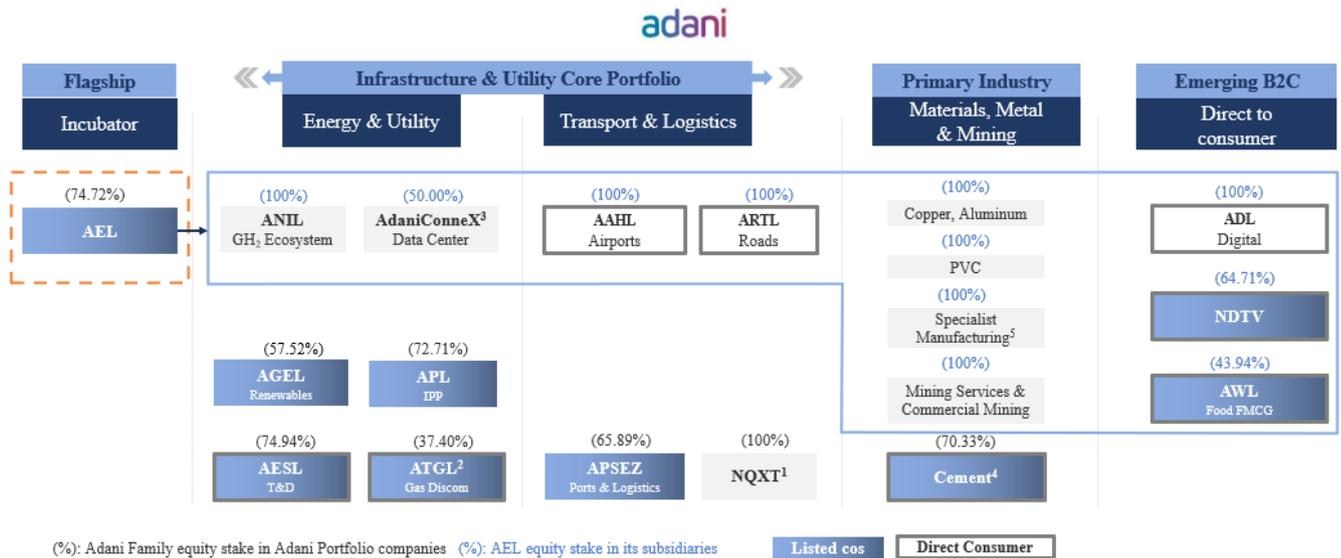 adani
Flagship
Incubator
Infrastructure & Utility Core Portfolio
Energy & Utility
Transport & Logistics
Primary Industry
Materials, Metal
& Mining
Emerging B2C
Direct to
consumer
(74.72%)
AEL
(100%)
ANIL
GH₂ Ecosystem
(50.00%)
AdaniConneX³
Data Center
(100%)
AAHL
Airports
(100%)
ARTL
Roads
(100%)
Copper, Aluminum
(100%)
PVC
(100%)
Specialist
Manufacturing⁵
(100%)
Mining Services &
Commercial Mining
(100%)
ADL
Digital
(64.71%)
NDTV
(43.94%)
AWL
Food FMCG
(57.52%)
AGEL
Renewables
(72.71%)
APL
IPP
(74.94%)
AESL
T&D
(37.40%)
ATGL²
Gas Discom
(65.89%)
APSEZ
Ports & Logistics
(100%)
NQXT¹
(70.33%)
Cement⁴
(%): Adani Family equity stake in Adani Portfolio companies
(%): AEL equity stake in its subsidiaries
Listed cos
Direct Consumer